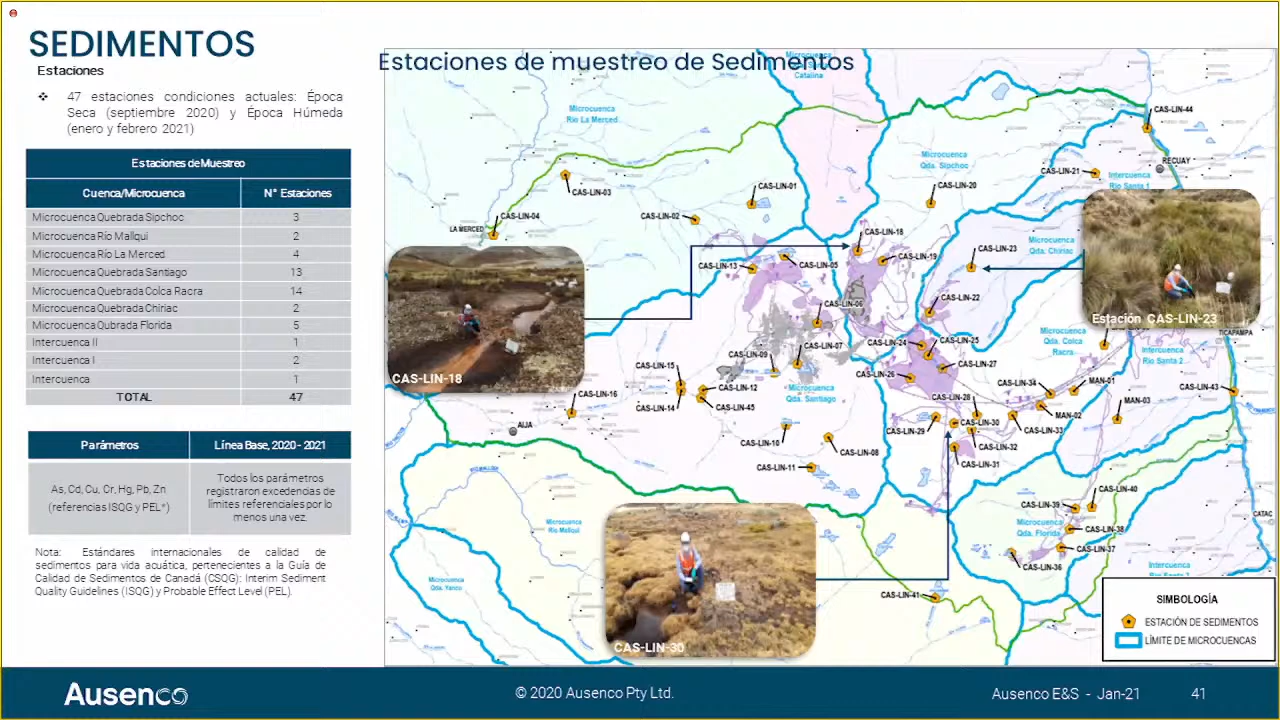 SEDIMENTOS
Estaciones
❖ 47 estaciones condiciones actuales: Época
Seca (septiembre 2020) y Época Húmeda
(enero y febrero 2021)
Estaciones de Muestreo
Cuenca/Microcuenca N° Estaciones
Microcuenca Quebrada Sipchoc 3
Microcuenca Río Mallqui 2
Microcuenca Río La Merced 4
Microcuenca Quebrada Santiago 13
Microcuenca Quebrada Colca Racra 14
Microcuenca Quebrada Chiriac 2
Microcuenca Qubrada Florida 5
Intercuenca II 1
Intercuenca I 2
Intercuenca 1
TOTAL 47
Parámetros Línea Base, 2020 - 2021
As, Cd, Cu, Cr, Hg, Pb, Zn
(referencias ISQG y PEL*)
Todos los parámetros
registraron excedencias de
límites referenciales por lo
menos una vez.
Nota: Estándares internacionales de calidad de
sedimentos para vida acuática, pertenecientes a la Guía de
Calidad de Sedimentos de Canadá (CSQG): Interim Sediment
Quality Guidelines (ISQG) y Probable Effect Level (PEL).
Estaciones de muestreo de Sedimentos
Microcuenca
Catalina
Microcuenca
Río La Merced
CAS-LIN-44
RECUAY
Microcuenca
Qda. Sipchoc
CAS-LIN-21
Intercuenca
Río Santa 1
CAS-LIN-03
CAS-LIN-01
CAS-LIN-20
CAS-LIN-04
CAS-LIN-02
LA MERCED
CAS-LIN-18
CAS-LIN-23
Microcuenca
Qda. Chiriac
CAS-LIN-13
CAS-LIN-05
CAS-LIN-19
CAS-LIN-22
CAS-LIN-06
Estación CAS-LIN-23
TICAPAMPA
Microcuenca
Qda. Colca
Racra
Intercuenca
Río Santa 2
CAS-LIN-07
CAS-LIN-24
CAS-LIN-25
CAS-LIN-09
CAS-LIN-15
CAS-LIN-27
CAS-LIN-26
CAS-LIN-18
CAS-LIN-12
CAS-LIN-34
MAN-01
CAS-LIN-43
Microcuenca
Qda. Santiago
CAS-LIN-16
CAS-LIN-28
CAS-LIN-14
CAS-LIN-45
MAN-03
MAN-02
AIJA
CAS-LIN-30
CAS-LIN-29
CAS-LIN-33
CAS-LIN-10
CAS-LIN-08
CAS-LIN-32
CAS-LIN-11
CAS-LIN-31
CAS-LIN-40
CAS-LIN-39
CATAC
Microcuenca
Río Mallqui
Microcuenca
Qda. Florida
CAS-LIN-38
CAS-LIN-37
CAS-LIN-36
Intercuenca
Microcuenca
Qda. Yanco
CAS-LIN-41
CAS-LIN-30
SIMBOLOGÍA
ESTACIÓN DE SEDIMENTOS
LÍMITE DE MICROCUENCAS
Ausenco
© 2020 Ausenco Pty Ltd.
Ausenco E&S - Jan-21
41